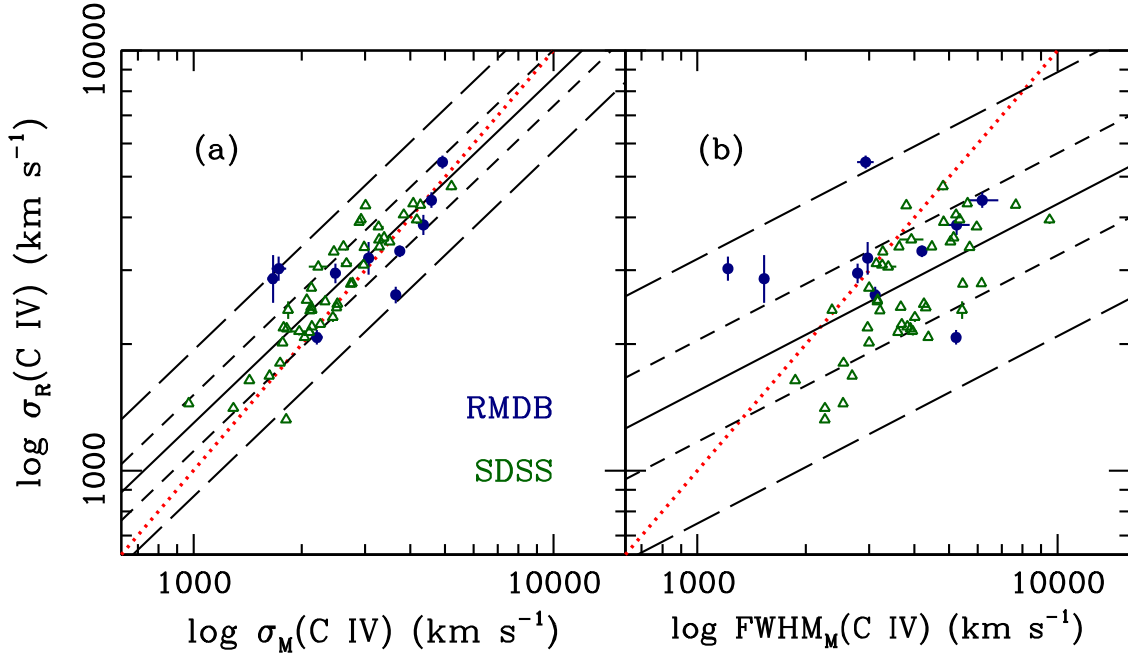 10000
(a)
(b)
log σR(C IV) (km s−1)
RMDB
SDSS
1000
1000
10000
1000
10000
log σM(C IV) (km s−1)
log FWHMM(C IV) (km s−1)